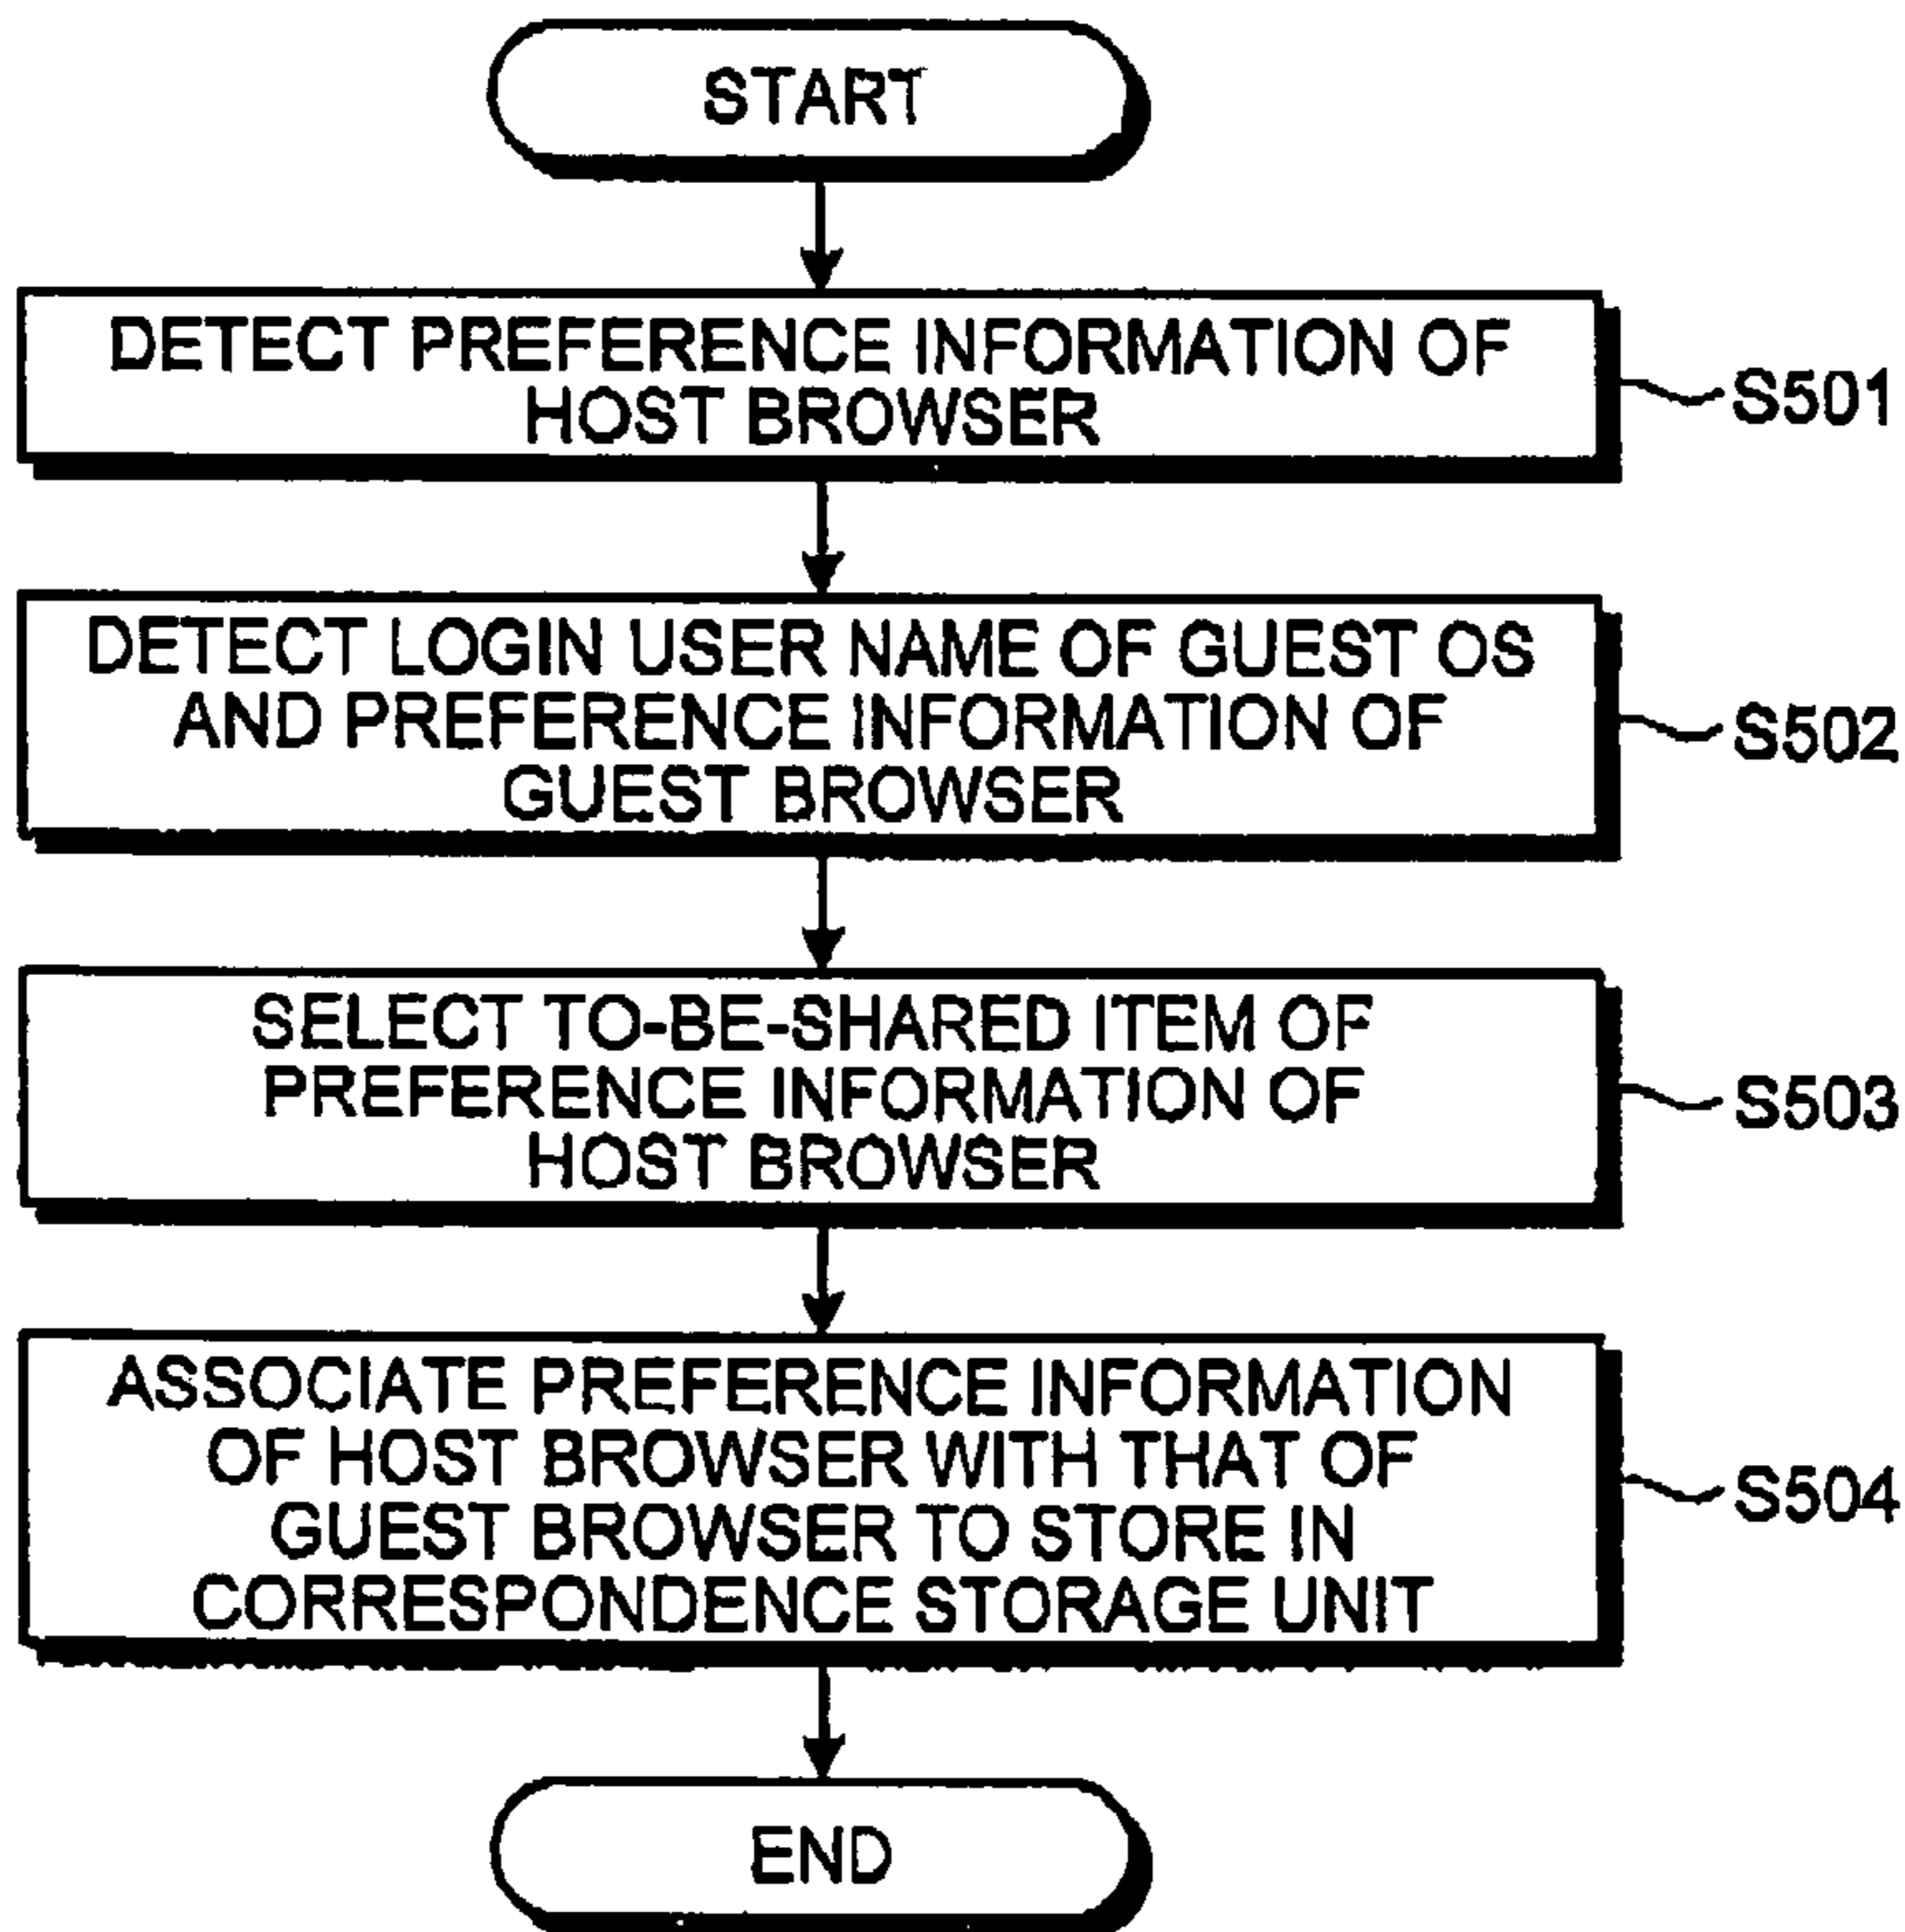 START
DETECT PREFERENCE INFORMATION OF
HOST BROWSER
S501
DETECT LOGIN USER NAME OF GUEST OS
AND PREFERENCE INFORMATION OF
GUEST BROWSER
S502
SELECT TO-BE-SHARED ITEM OF
PREFERENCE INFORMATION OF
HOST BROWSER
S503
ASSOCIATE PREFERENCE INFORMATION
OF HOST BROWSER WITH THAT OF
GUEST BROWSER TO STORE IN
CORRESPONDENCE STORAGE UNIT
S504
END